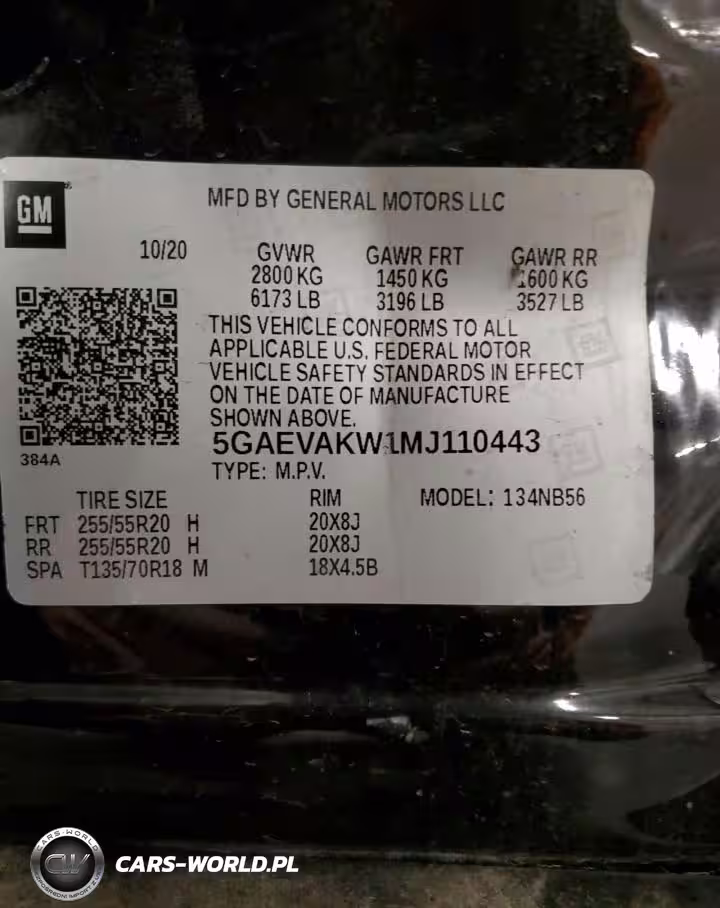 GM
MFD BY GENERAL MOTORS LLC
10/20 GVWR GAWR FRT GAWR RR
2800 KG 1450 KG 1600 KG
6173 LB 3196 LB 3527 LB
THIS VEHICLE CONFORMS TO ALL
APPLICABLE U.S. FEDERAL MOTOR
VEHICLE SAFETY STANDARDS IN EFFECT
ON THE DATE OF MANUFACTURE
SHOWN ABOVE.
5GAEVAKW1MJ110443
384A
TYPE: M.P.V.
TIRE SIZE RIM MODEL: 134NB56
FRT 255/55R20 H 20X8J
RR 255/55R20 H 20X8J
SPA T135/70R18 M 18X4.5B
CARS-WORLD
CW
CARS-WORLD.PL